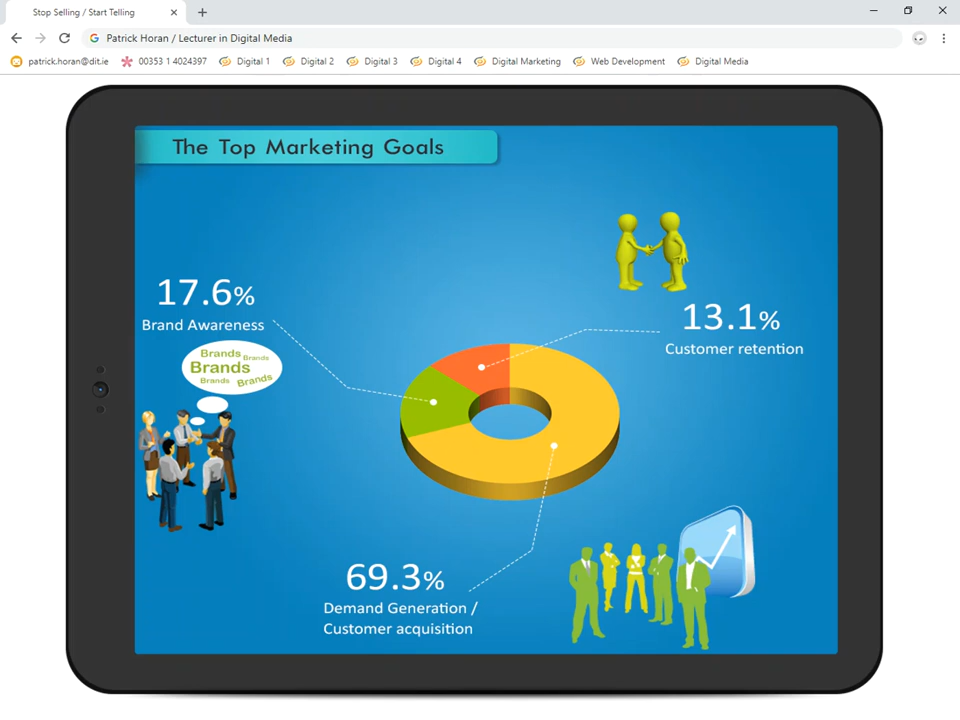 Stop Selling / Start Telling
Patrick Horan / Lecturer in Digital Media
patrick.horan@dit.ie 00353 1 4024397 Digital 1 Digital 2 Digital 3 Digital 4 Digital Marketing Web Development Digital Media
The Top Marketing Goals
17.6%
Brand Awareness
Brands
Brands
Brands
Brands
Brands
13.1%
Customer retention
69.3%
Demand Generation /
Customer acquisition